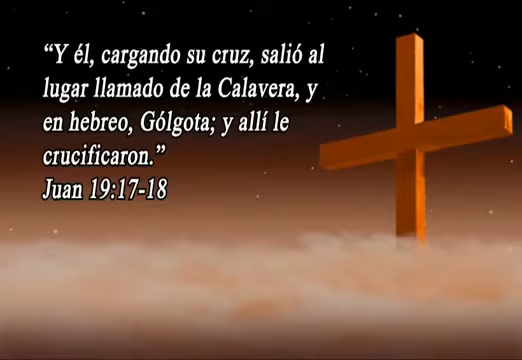 “Y él, cargando su cruz, salió al
lugar llamado de la Calavera, y
en hebreo, Gólgota; y allí le
crucificaron.”
Juan 19:17-18